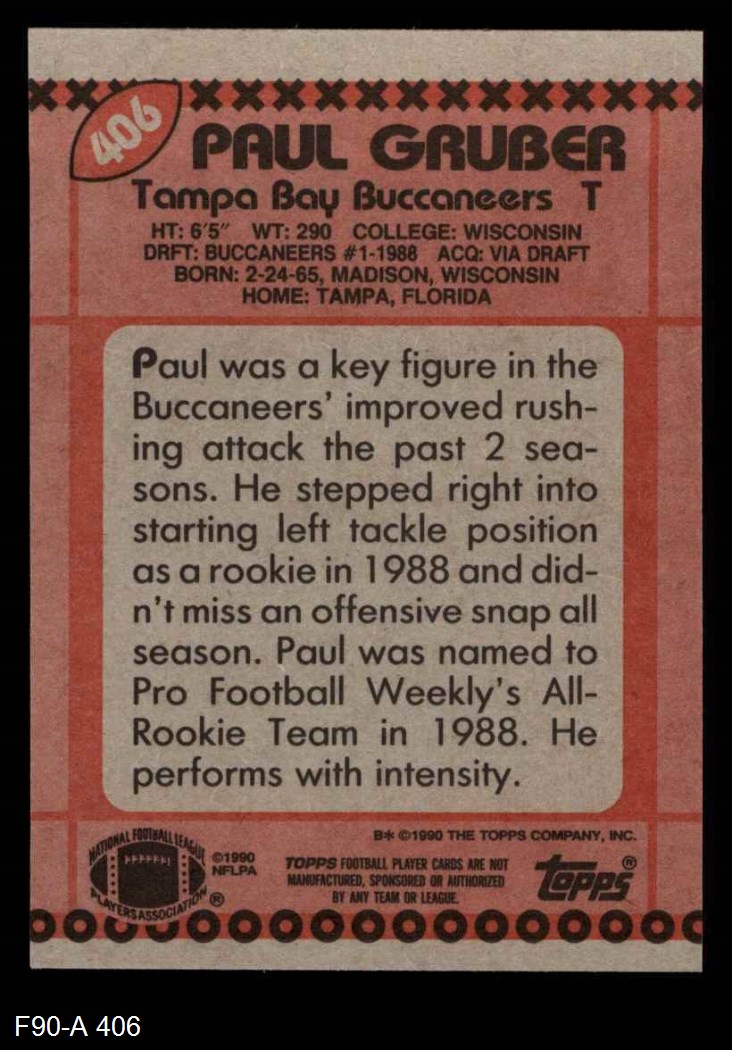 406
PAUL GRUBER
Tampa Bay Buccaneers T
HT: 6'5" WT: 290 COLLEGE: WISCONSIN
DRFT: BUCCANEERS #1-1988 ACQ: VIA DRAFT
BORN: 2-24-65, MADISON, WISCONSIN
HOME: TAMPA, FLORIDA
Paul was a key figure in the
Buccaneers' improved rush-
ing attack the past 2 sea-
sons. He stepped right into
starting left tackle position
as a rookie in 1988 and did-
n't miss an offensive snap all
season. Paul was named to
Pro Football Weekly's All-
Rookie Team in 1988. He
performs with intensity.
NATIONAL FOOTBALL LEAGUE
PLAYERS ASSOCIATION ®
©1990
NFLPA
B* ©1990 THE TOPPS COMPANY, INC.
TOPPS FOOTBALL PLAYER CARDS ARE NOT
MANUFACTURED, SPONSORED OR AUTHORIZED
BY ANY TEAM OR LEAGUE.
topps®
F90-A 406